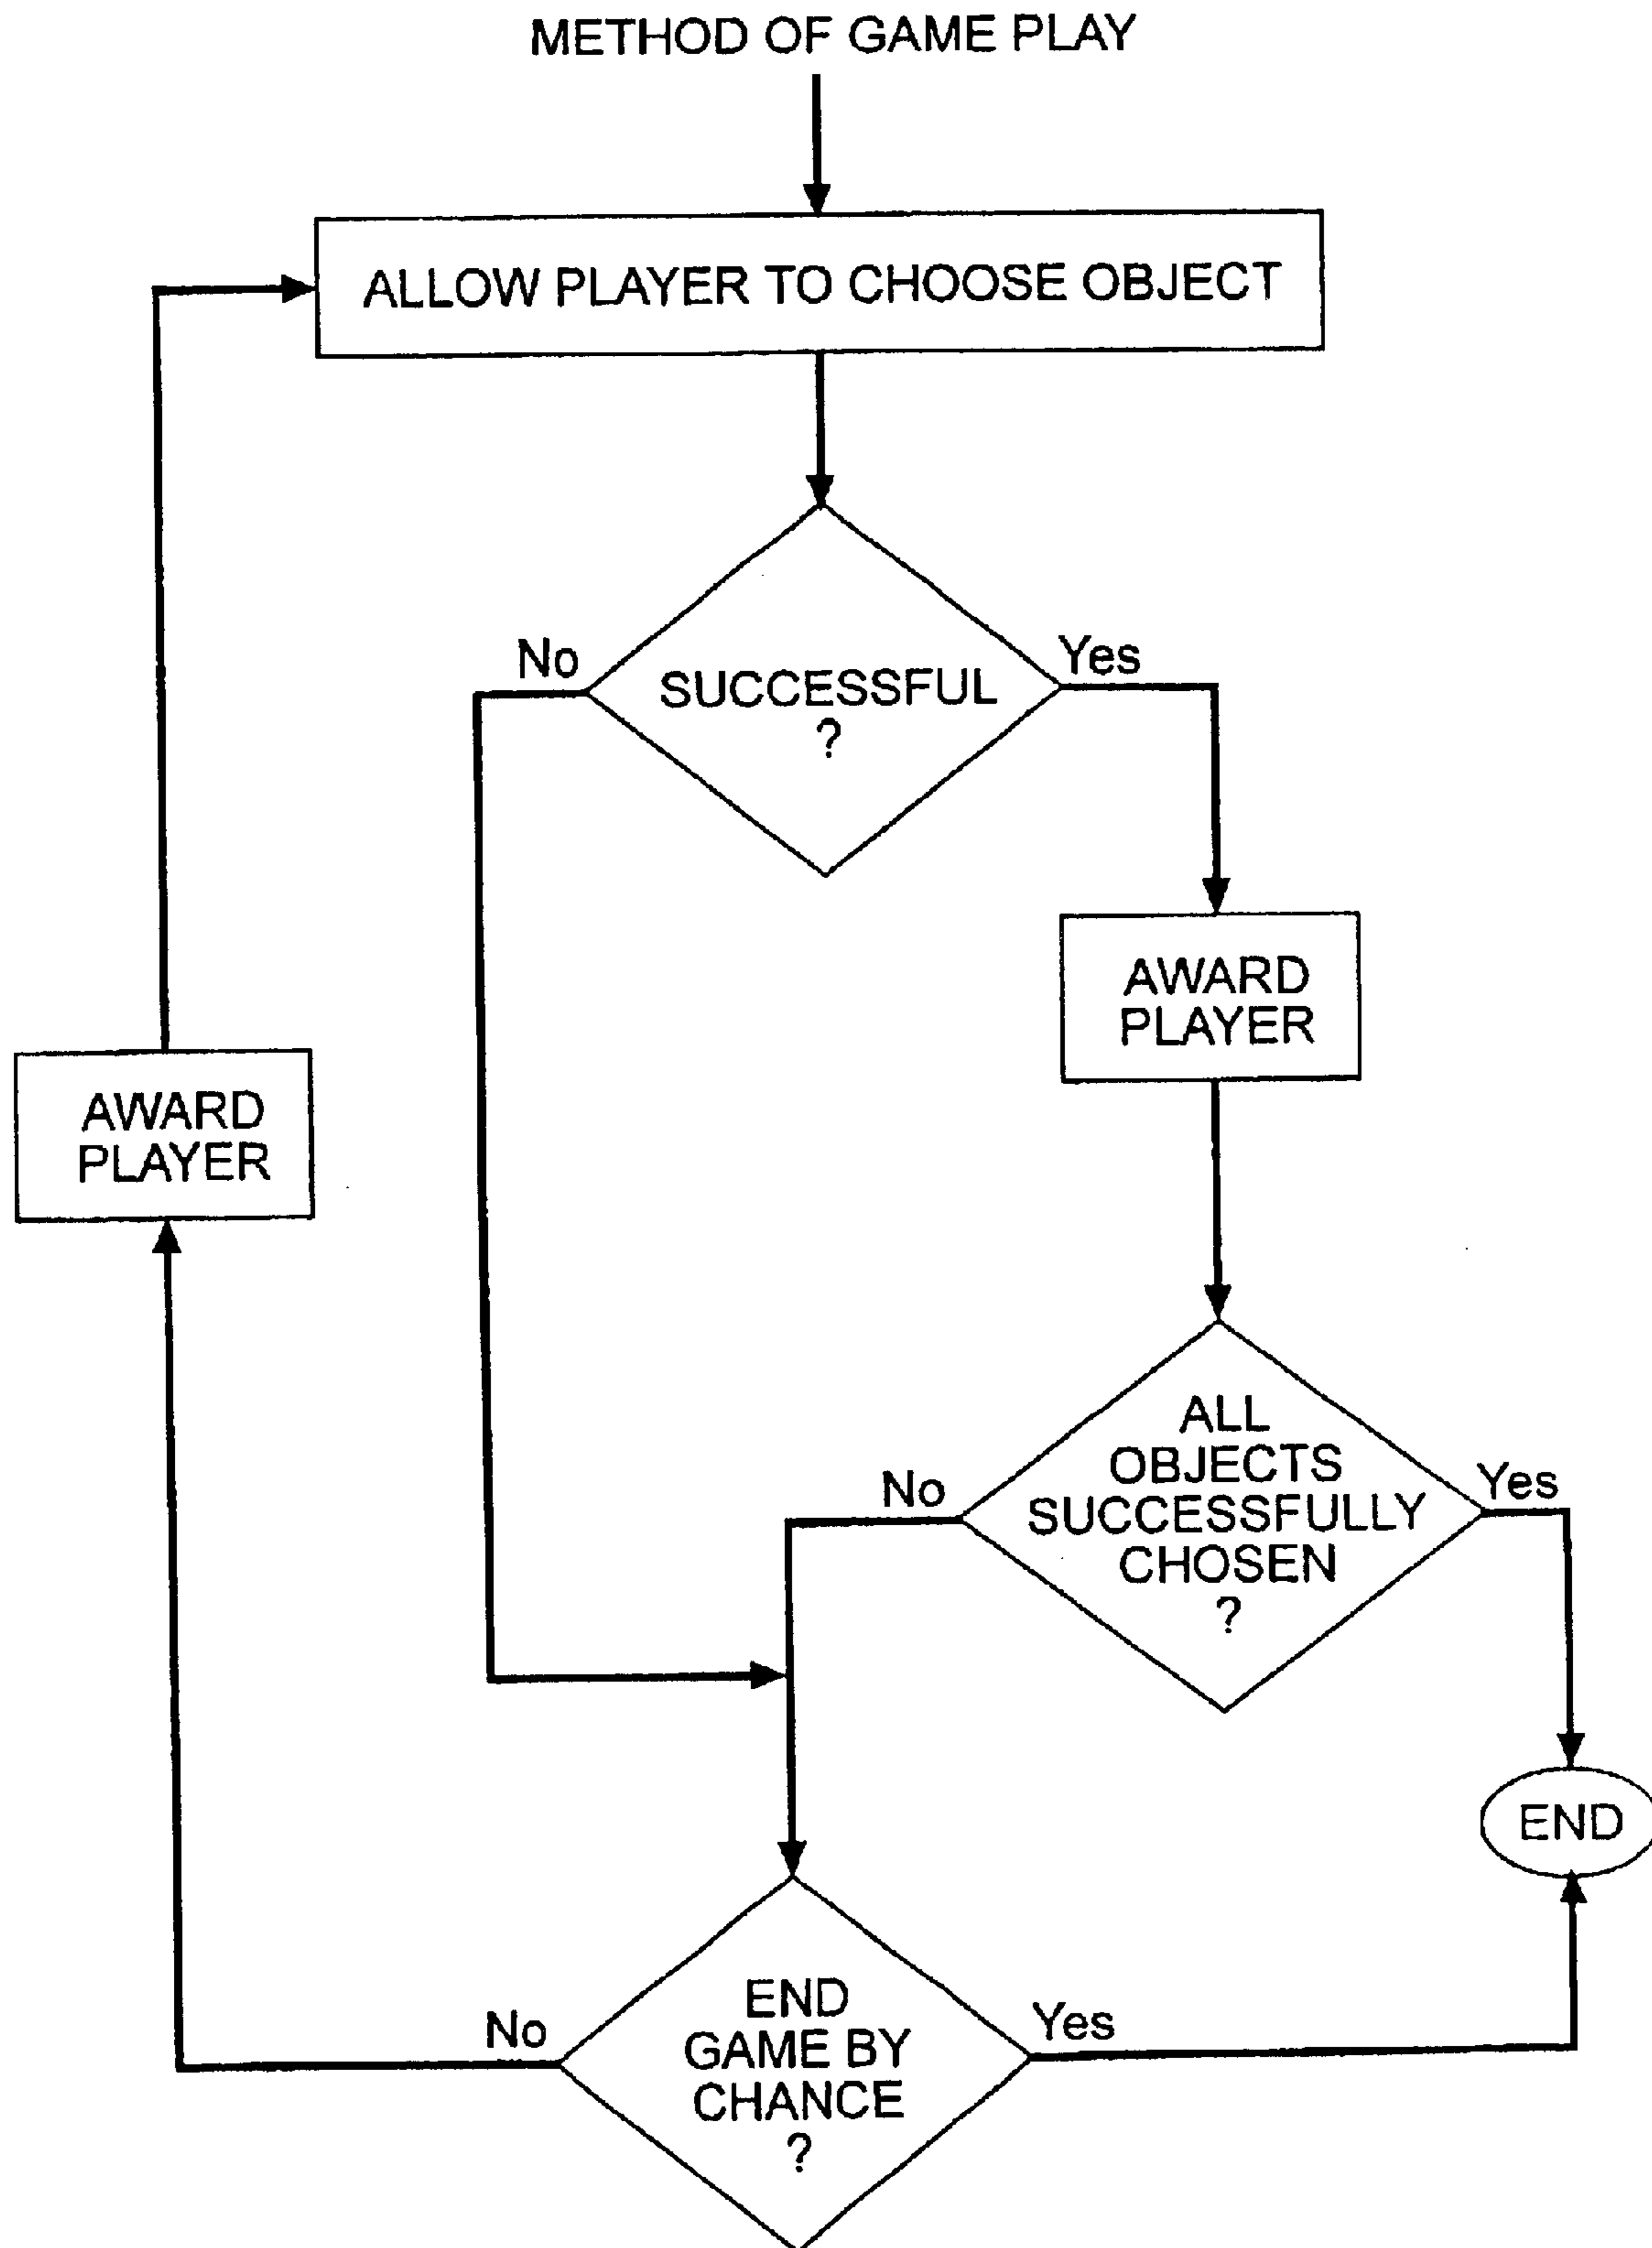 METHOD OF GAME PLAY
ALLOW PLAYER TO CHOOSE OBJECT
No
Yes
SUCCESSFUL
?
AWARD
PLAYER
AWARD
PLAYER
No
Yes
ALL
OBJECTS
SUCCESSFULLY
CHOSEN
?
END
No
Yes
END
GAME BY
CHANCE
?